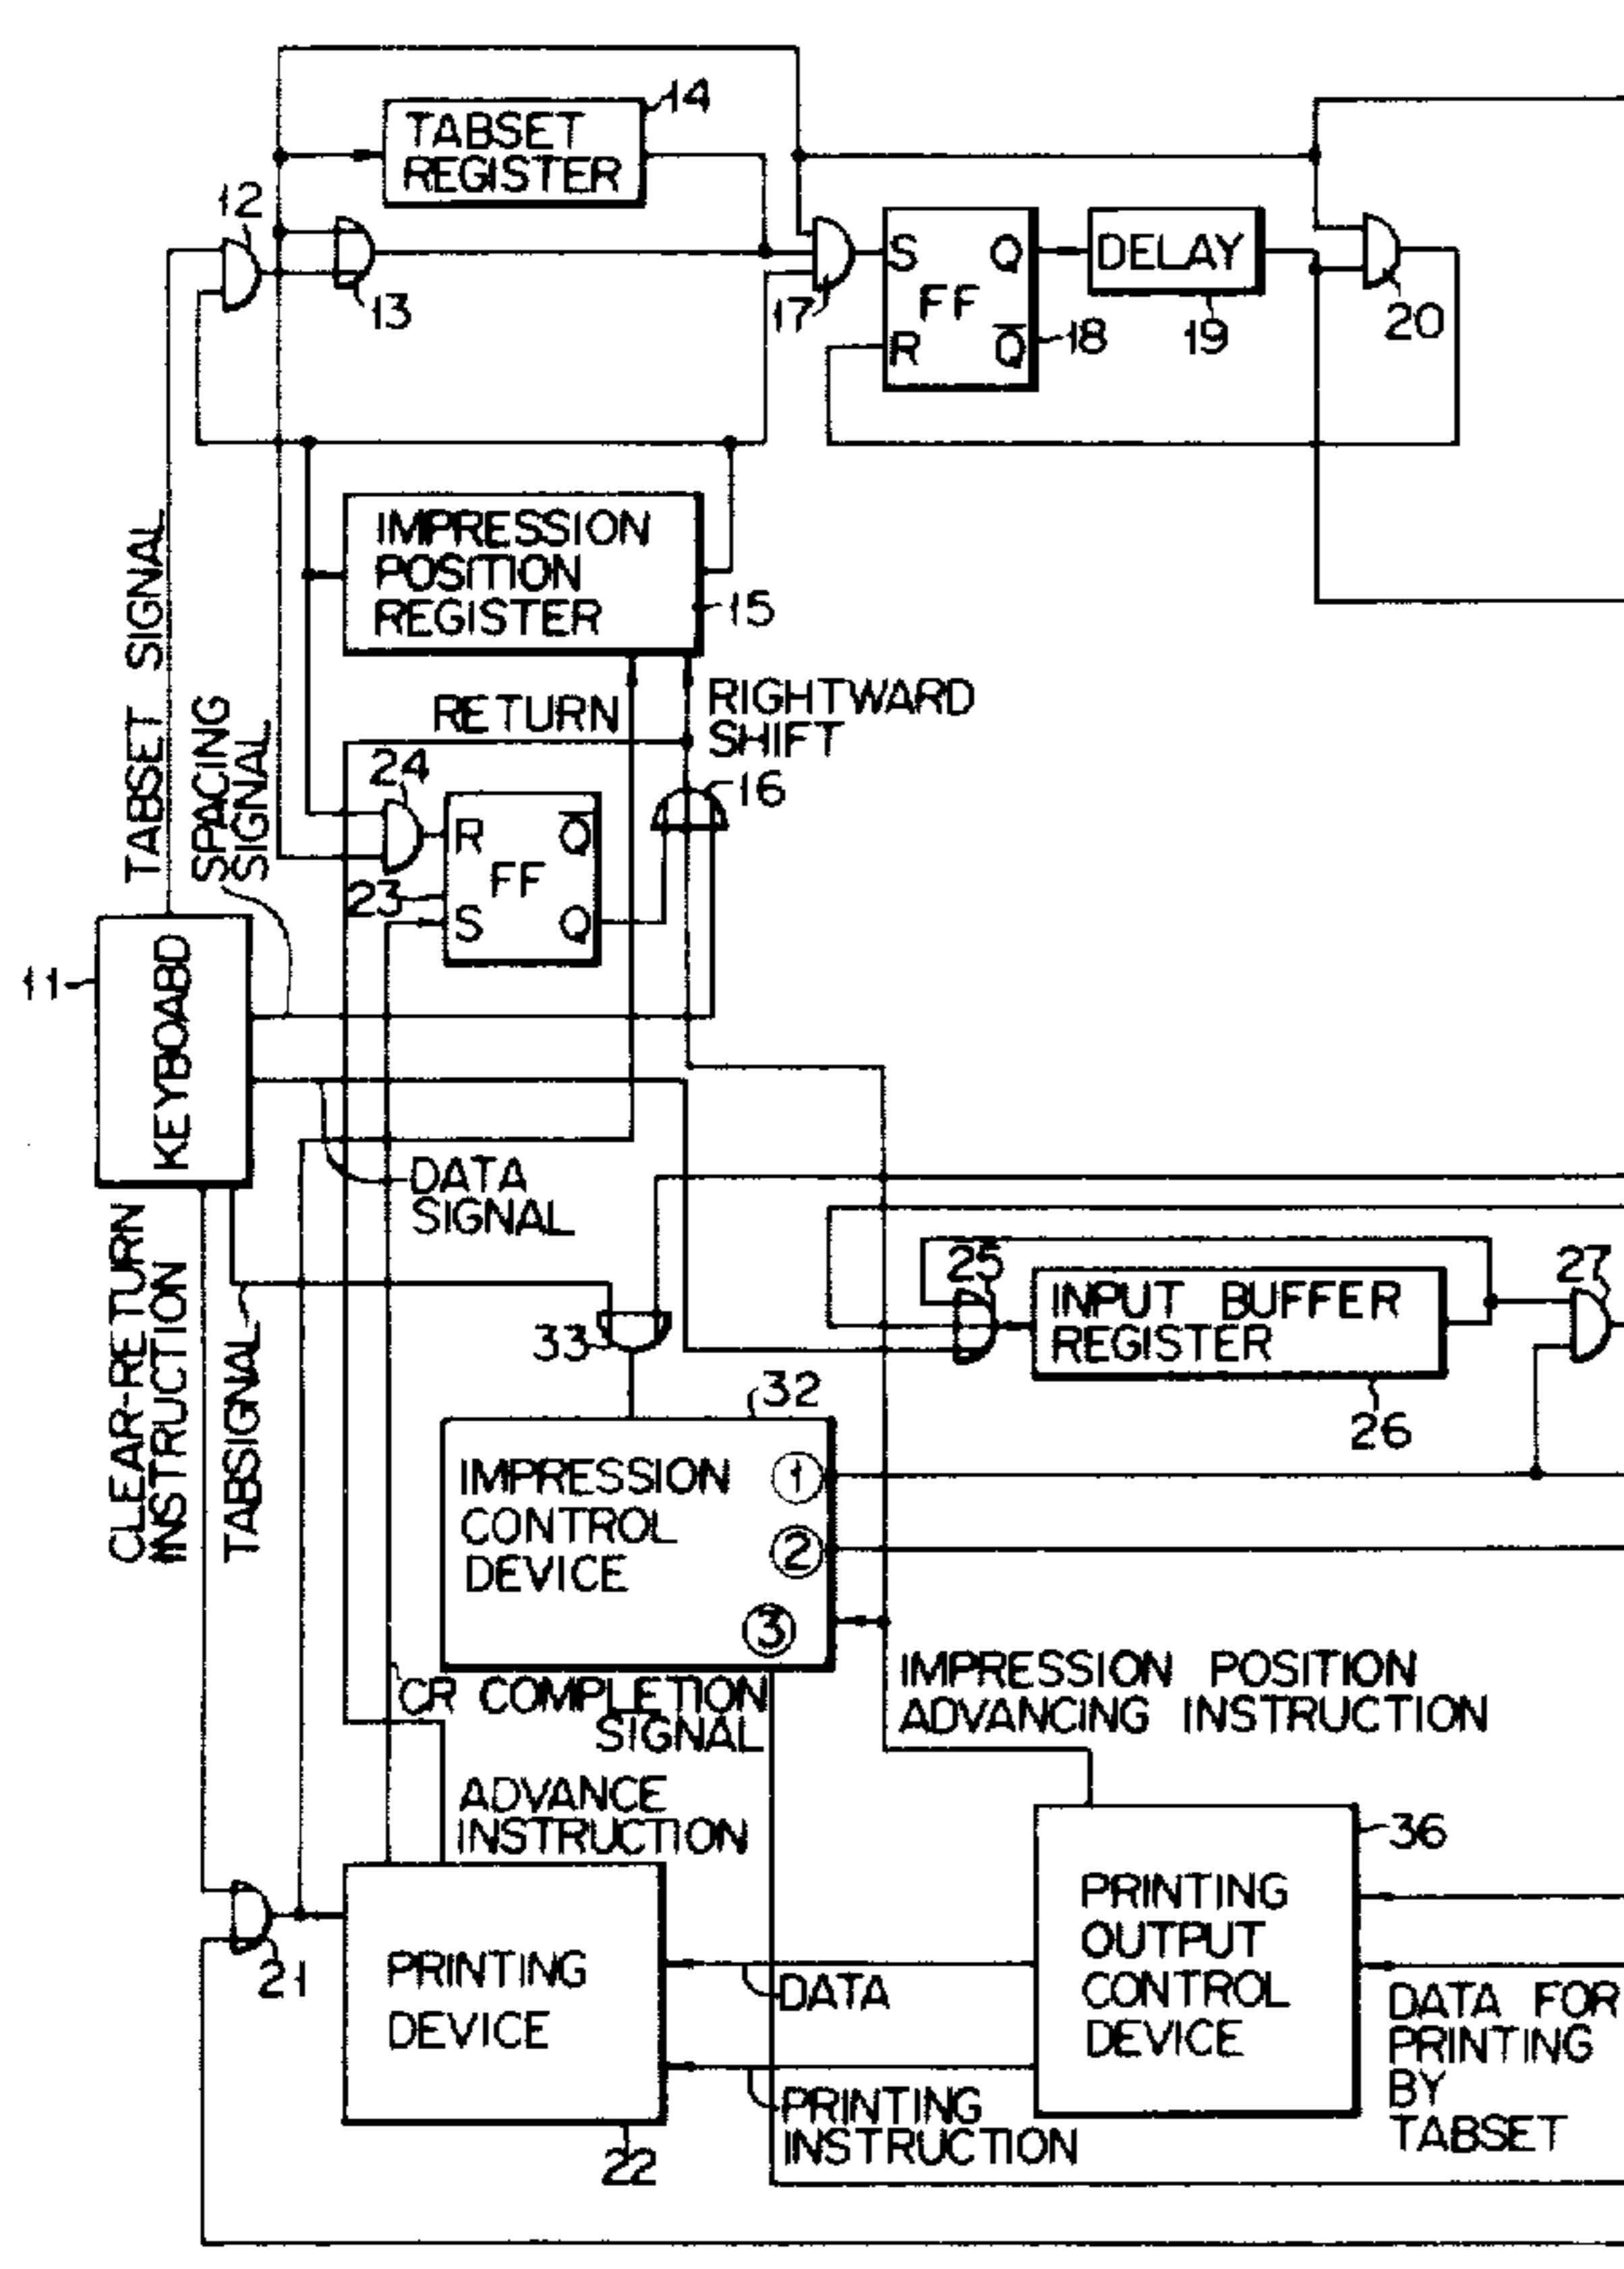 14
TABSET
REGISTER
12
13
17
S
Q
FF
R
Q̅
18
DELAY
19
20
IMPRESSION
POSITION
REGISTER
15
TABSET SIGNAL
SPACING
SIGNAL
RETURN
RIGHTWARD
SHIFT
24
16
R
Q̅
FF
23
S
Q
11
KEYBOABD
DATA
SIGNAL
CLEAR-RETURN
INSTRUCTION
TABSIGNAL
33
25
INPUT BUFFER
REGISTER
26
27
32
IMPRESSION
CONTROL
DEVICE
①
②
③
CR COMPLETION
SIGNAL
IMPRESSION POSITION
ADVANCING INSTRUCTION
ADVANCE
INSTRUCTION
21
PRINTING
DEVICE
22
DATA
PRINTING
INSTRUCTION
36
PRINTING
OUTPUT
CONTROL
DEVICE
DATA FOR
PRINTING
BY
TABSET